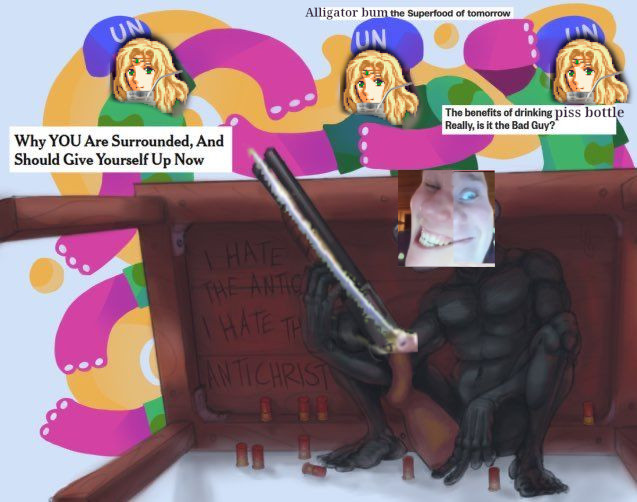 Alligator bum the Superfood of tomorrow
UN
UN
UN
The benefits of drinking piss bottle
Really, is it the Bad Guy?
Why YOU Are Surrounded, And
Should Give Yourself Up Now
I HATE
THE ANTIC
I HATE TH
ANTICHRIST